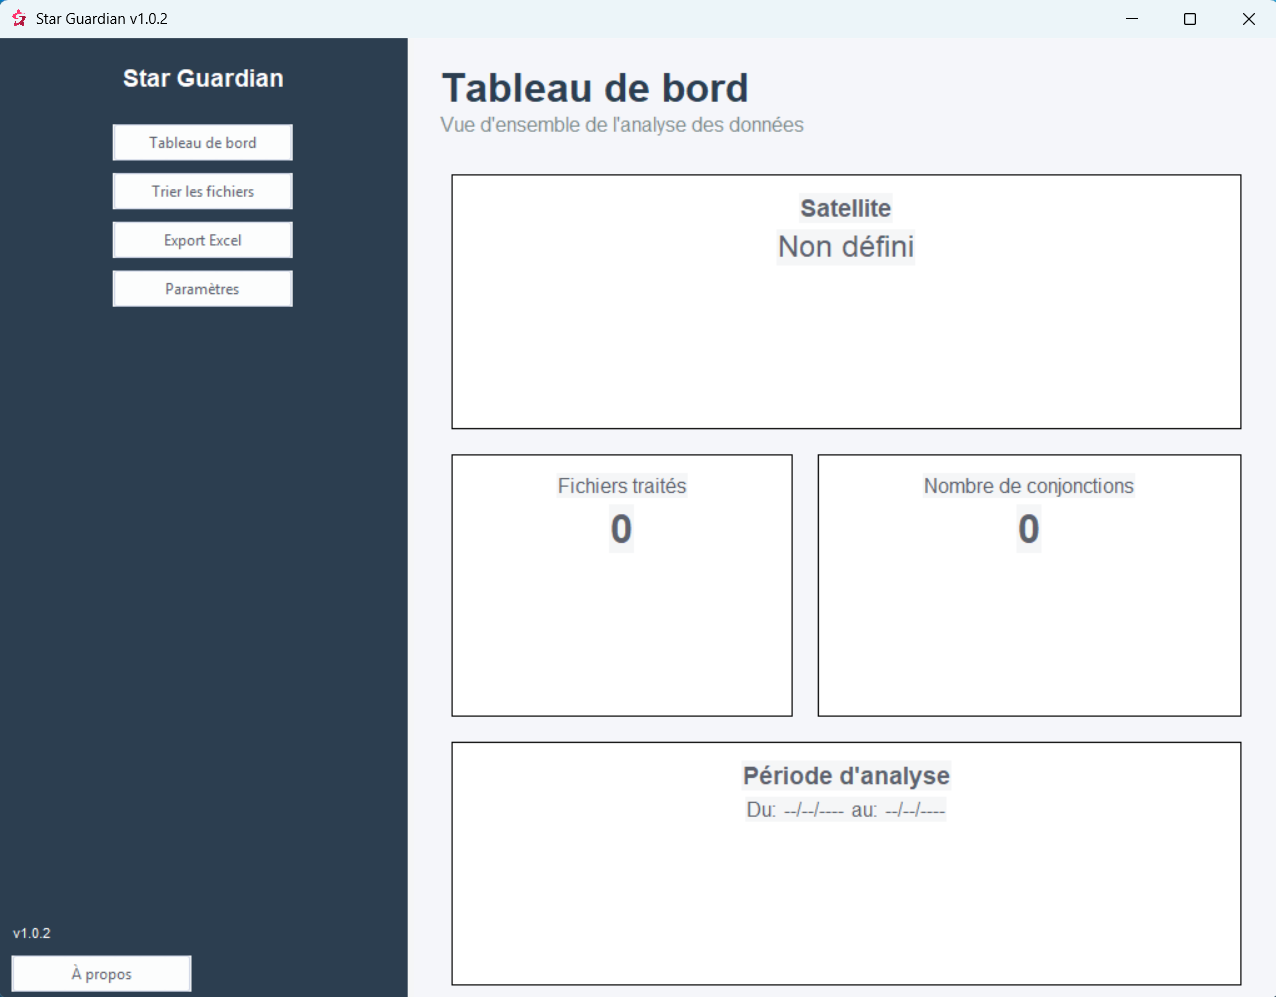 Star Guardian v1.0.2
Star Guardian
Tableau de bord
Trier les fichiers
Export Excel
Paramètres
v1.0.2
À propos
Tableau de bord
Vue d'ensemble de l'analyse des données
Satellite
Non défini
Fichiers traités
0
Nombre de conjonctions
0
Période d'analyse
Du: --/--/---- au: --/--/----